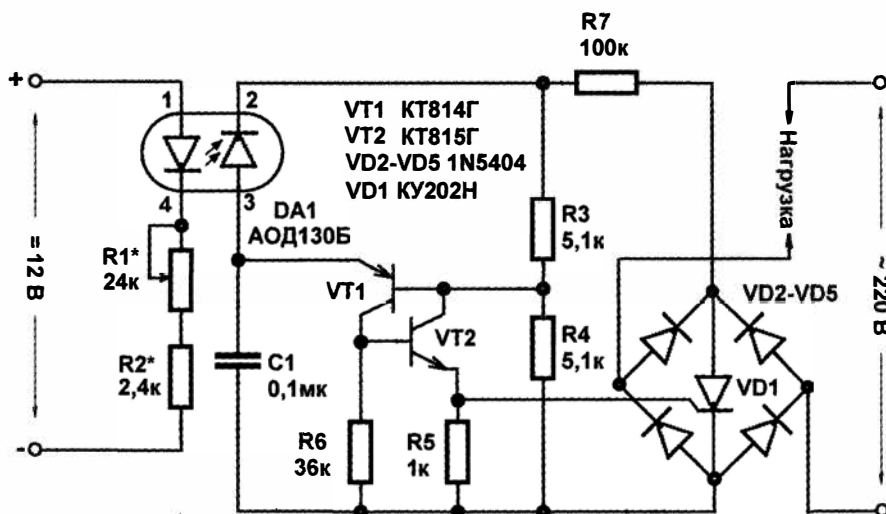 R7
100к
+
1
2
VT1 КТ814Г
VT2 КТ815Г
VD2-VD5 1N5404
VD1 КУ202Н
Нагрузка
4
3
DA1
АОД130Б
= 12 В
R1*
24к
R3
5,1к
~ 220 В
VT1
VD2-VD5
VT2
R4
5,1к
R2*
2,4к
C1
0,1мк
VD1
-
R6
36к
R5
1к